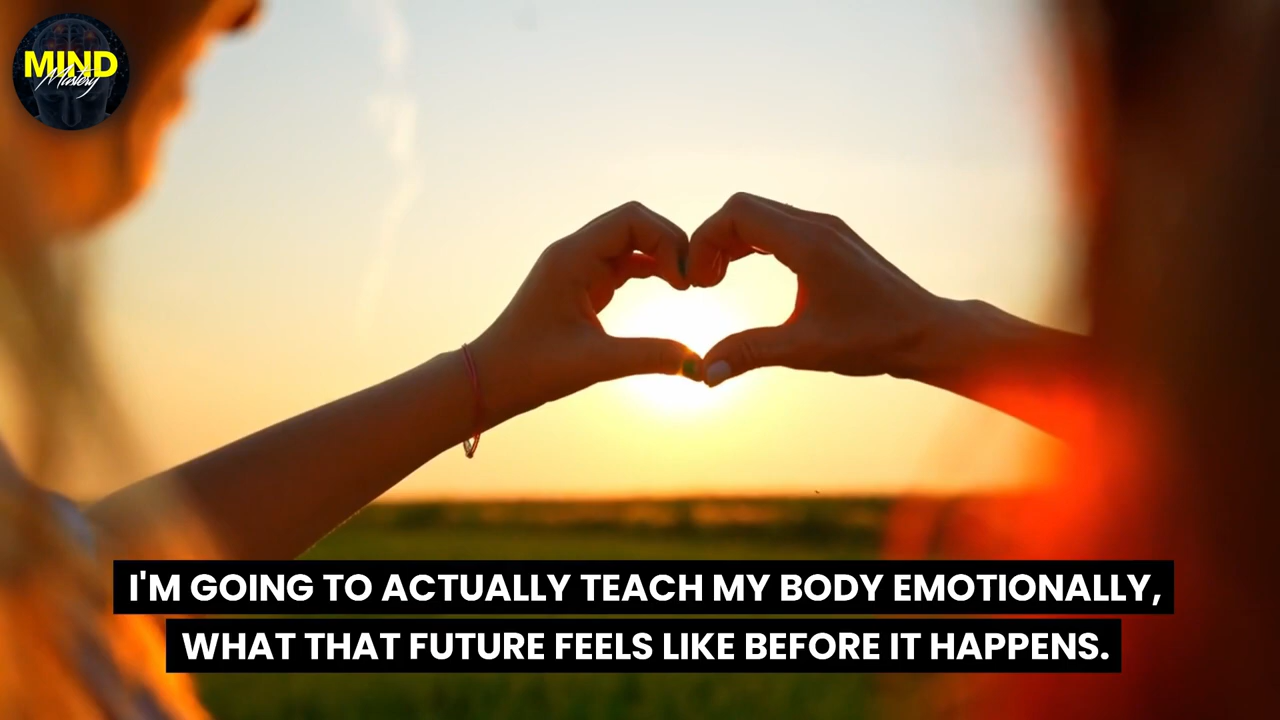 MIND
Mastery
I'M GOING TO ACTUALLY TEACH MY BODY EMOTIONALLY,
WHAT THAT FUTURE FEELS LIKE BEFORE IT HAPPENS.